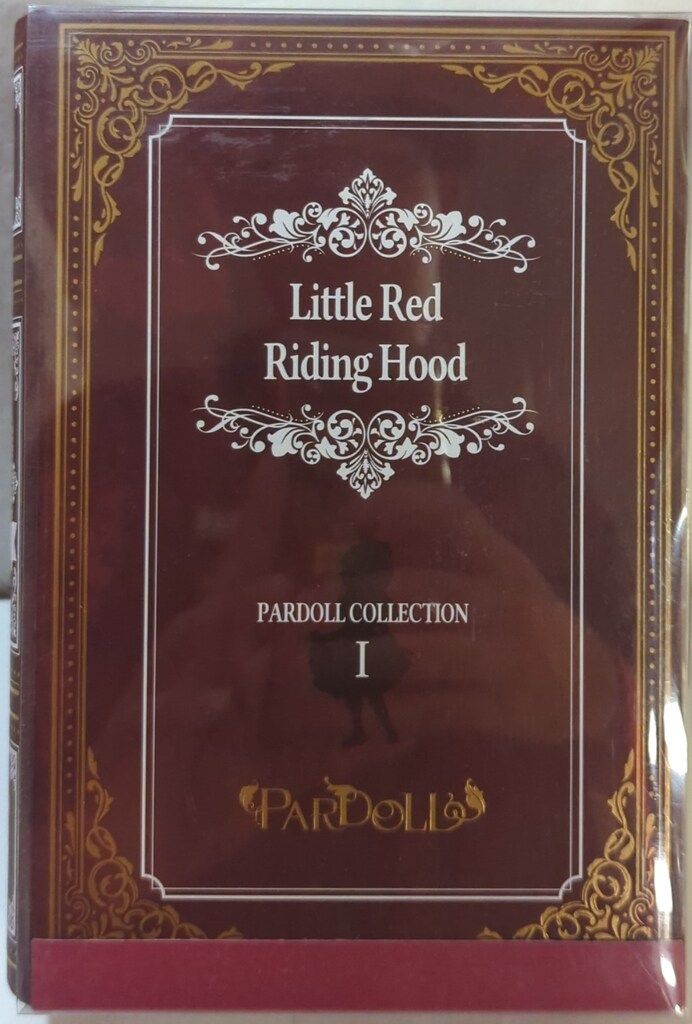 Little Red
Riding Hood
PARDOLL COLLECTION
I
PARDOLL